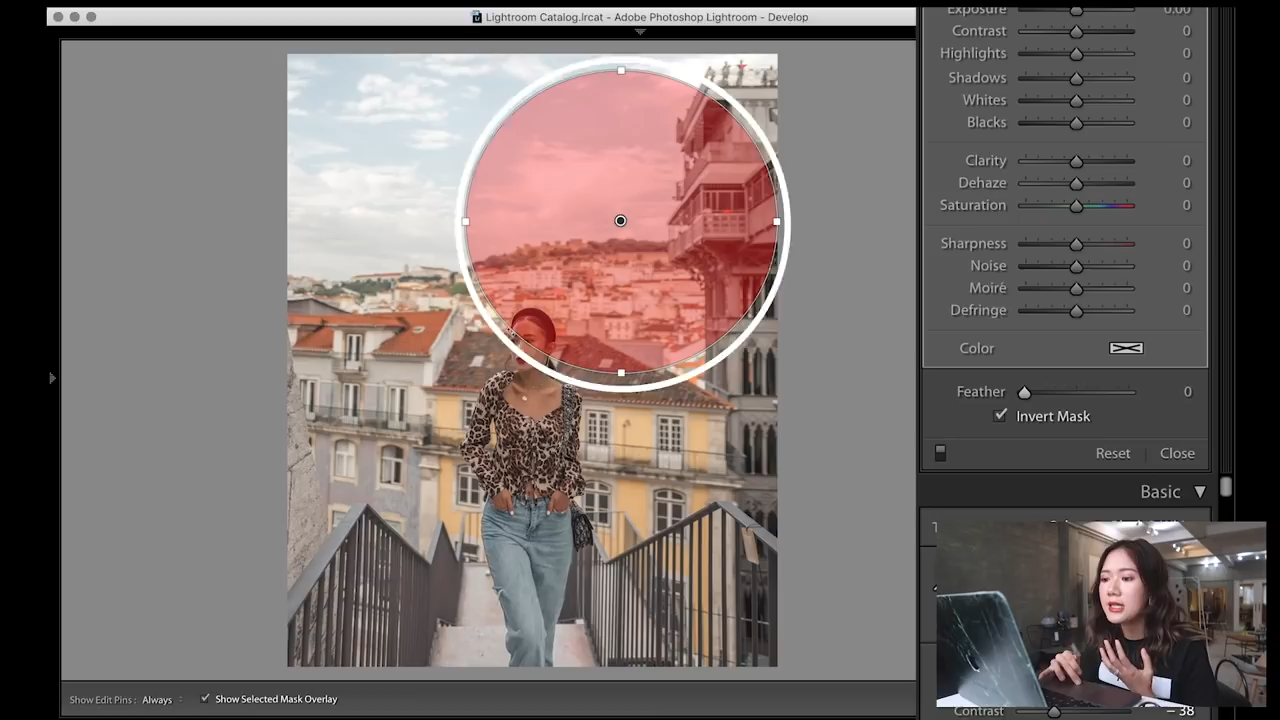 Lightroom Catalog.lrcat - Adobe Photoshop Lightroom - Develop
Exposure 0.00
Contrast 0
Highlights 0
Shadows 0
Whites 0
Blacks 0
Clarity 0
Dehaze 0
Saturation 0
Sharpness 0
Noise 0
Moiré 0
Defringe 0
Color
Feather 0
Invert Mask
Reset Close
Basic
Contrast – 38
Show Edit Pins : Always Show Selected Mask Overlay